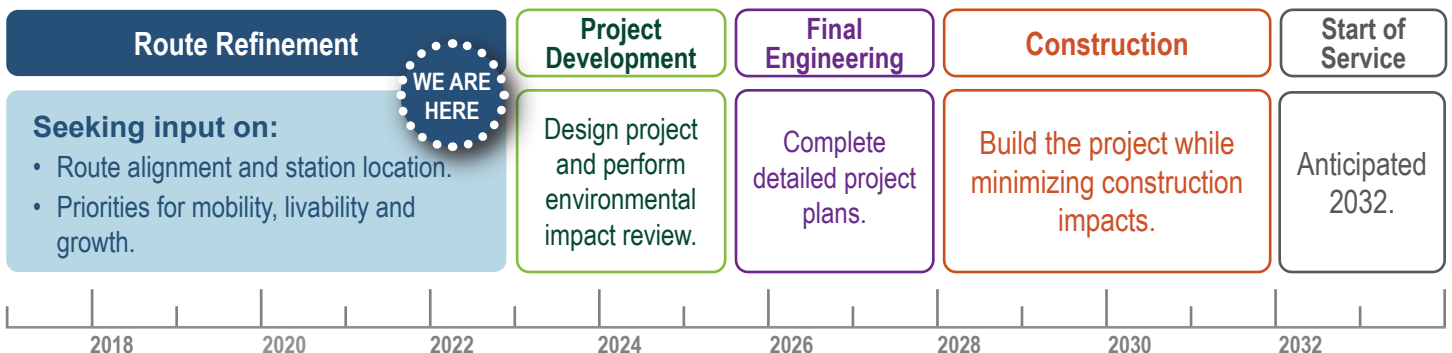 Route Refinement
WE ARE
HERE
Seeking input on:
• Route alignment and station location.
• Priorities for mobility, livability and
growth.
Project
Development
Design project
and perform
environmental
impact review.
Final
Engineering
Complete
detailed project
plans.
Construction
Build the project while
minimizing construction
impacts.
Start of
Service
Anticipated
2032.
2018 2020 2022 2024 2026 2028 2030 2032